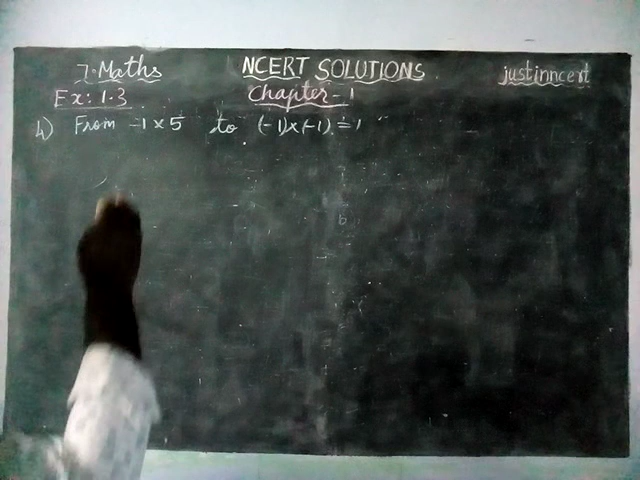 7. Maths NCERT SOLUTIONS justinncert
Ex: 1.3 Chapter - 1
4) From -1 × 5 to (-1)×(-1) = 1